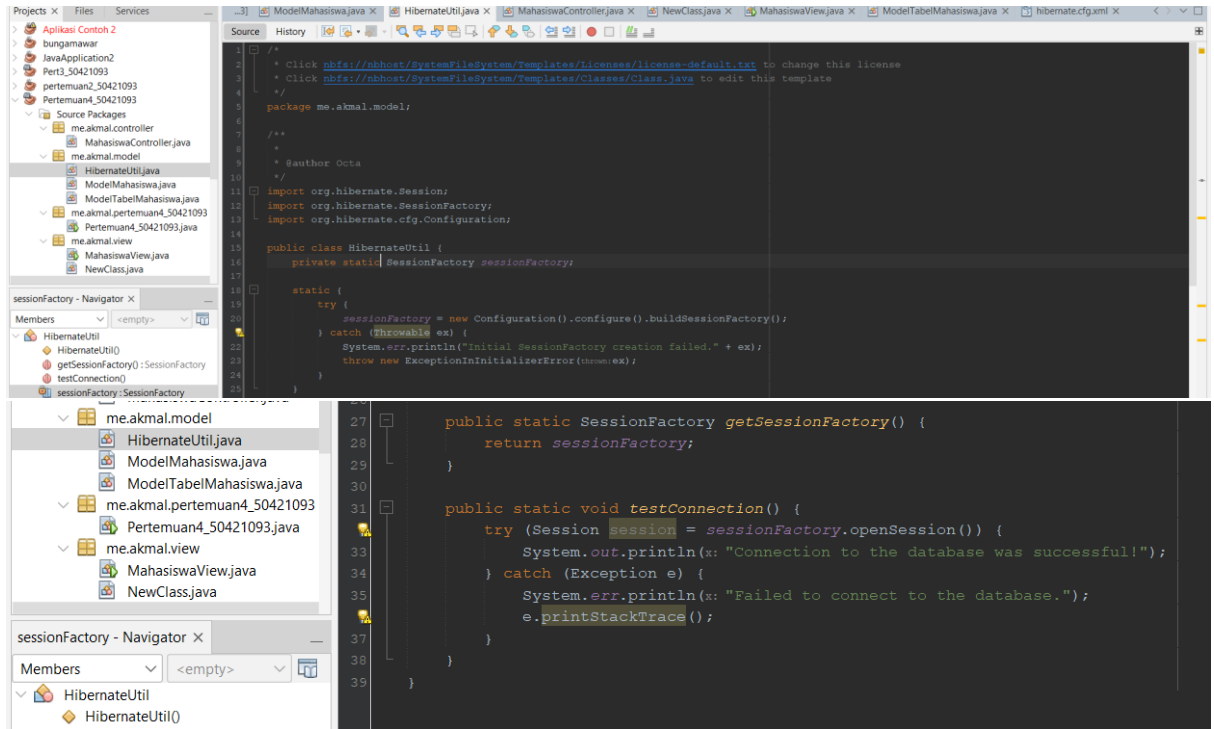 Projects × Files Services
Aplikasi Contoh 2
bungamawar
JavaApplication2
Pert3_50421093
pertemuan2_50421093
Pertemuan4_50421093
Source Packages
me.akmal.controller
MahasiswaController.java
me.akmal.model
HibernateUtil.java
ModelMahasiswa.java
ModelTabelMahasiswa.java
me.akmal.pertemuan4_50421093
Pertemuan4_50421093.java
me.akmal.view
MahasiswaView.java
NewClass.java
sessionFactory - Navigator ×
Members <empty>
HibernateUtil
HibernateUtil()
getSessionFactory() : SessionFactory
testConnection()
sessionFactory : SessionFactory
...3] ModelMahasiswa.java × HibernateUtil.java × MahasiswaController.java × NewClass.java × MahasiswaView.java × ModelTabelMahasiswa.java × hibernate.cfg.xml ×
Source History
1 /*
2 * Click nbfs://nbhost/SystemFileSystem/Templates/Licenses/license-default.txt to change this license
3 * Click nbfs://nbhost/SystemFileSystem/Templates/Classes/Class.java to edit this template
4 */
5 package me.akmal.model;
6
7 /**
8 *
9 * @author Octa
10 */
11 import org.hibernate.Session;
12 import org.hibernate.SessionFactory;
13 import org.hibernate.cfg.Configuration;
14
15 public class HibernateUtil {
16 private static SessionFactory sessionFactory;
17
18 static {
19 try {
20 sessionFactory = new Configuration().configure().buildSessionFactory();
} catch (Throwable ex) {
22 System.err.println("Initial SessionFactory creation failed." + ex);
23 throw new ExceptionInInitializerError(thrown:ex);
24 }
25 }
me.akmal.model
HibernateUtil.java
ModelMahasiswa.java
ModelTabelMahasiswa.java
me.akmal.pertemuan4_50421093
Pertemuan4_50421093.java
me.akmal.view
MahasiswaView.java
NewClass.java
sessionFactory - Navigator ×
Members <empty>
HibernateUtil
HibernateUtil()
27 public static SessionFactory getSessionFactory() {
28 return sessionFactory;
29 }
30
31 public static void testConnection() {
try (Session session = sessionFactory.openSession()) {
33 System.out.println(x: "Connection to the database was successful!");
34 } catch (Exception e) {
35 System.err.println(x: "Failed to connect to the database.");
e.printStackTrace();
37 }
38 }
39 }